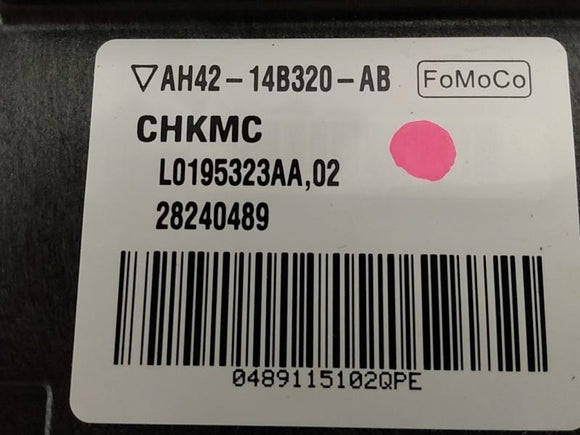 ▽AH42-14B320-AB FoMoCo
CHKMC
L0195323AA,02
28240489
0489115102QPE